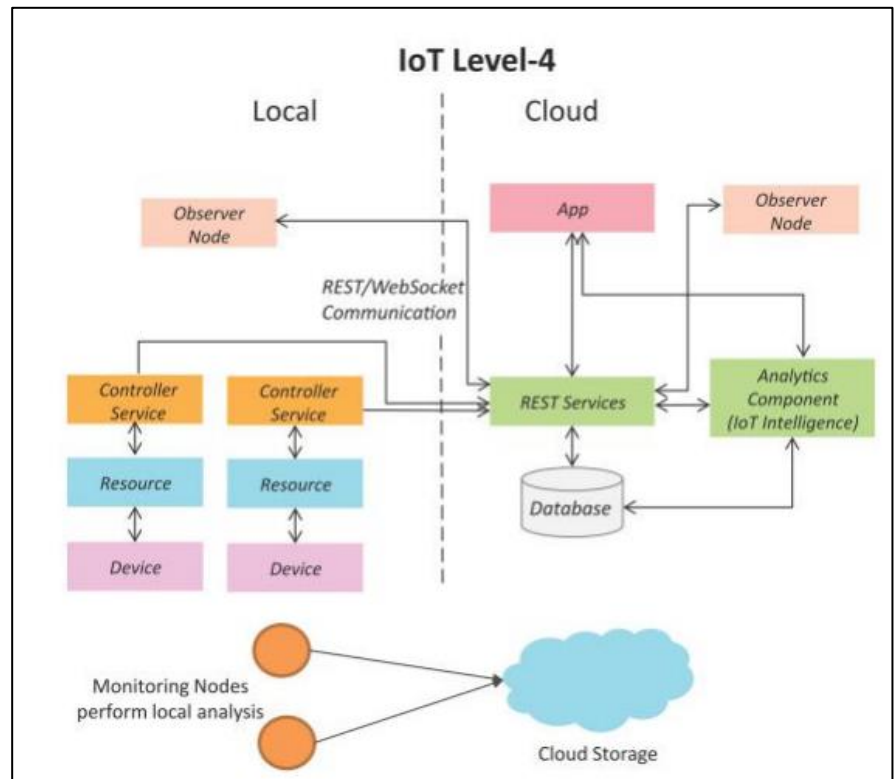 IoT Level-4
Local
Cloud
Observer
Node
App
Observer
Node
REST/WebSocket
Communication
Controller
Service
Controller
Service
REST Services
Analytics
Component
(IoT Intelligence)
Resource
Resource
Database
Device
Device
Monitoring Nodes
perform local analysis
Cloud Storage